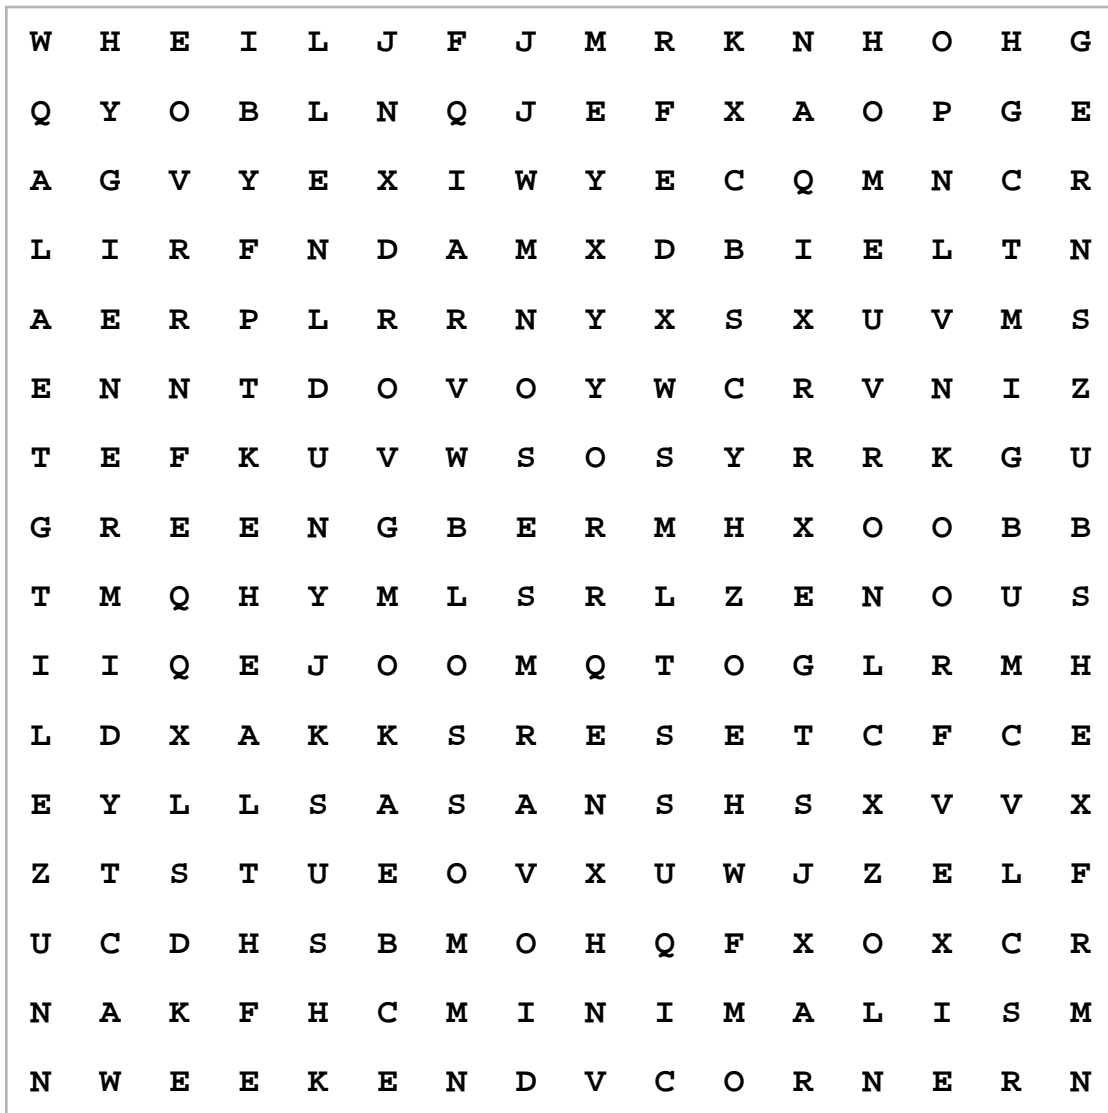 W H E I L J F J M R K N H O H G
Q Y O B L N Q J E F X A O P G E
A G V Y E X I W Y E C Q M N C R
L I R F N D A M X D B I E L T N
A E R P L R R N Y X S X U V M S
E N N T D O V O Y W C R V N I Z
T E F K U V W S O S Y R R K G U
G R E E N G B E R M H X O O B B
T M Q H Y M L S R L Z E N O U S
I I Q E J O O M Q T O G L R M H
L D X A K K S R E S E T C F C E
E Y L L S A S A N S H S X V V X
Z T S T U E O V X U W J Z E L F
U C D H S B M O H Q F X O X C R
N A K F H C M I N I M A L I S M
N W E E K E N D V C O R N E R N